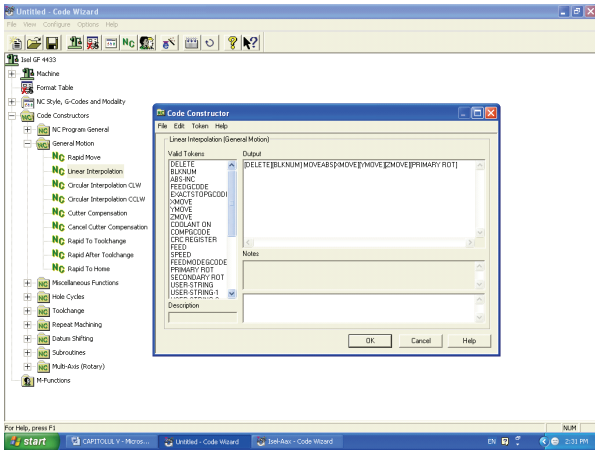 Untitled - Code Wizard
File View Configure Options Help
Isel GF 4433
Machine
Format Table
NC Style, G-Codes and Modality
Code Constructors
NC Program General
General Motion
Rapid Move
Linear Interpolation
Circular Interpolation CLW
Circular Interpolation CCLW
Cutter Compensation
Cancel Cutter Compensation
Rapid To Toolchange
Rapid After Toolchange
Rapid To Home
Miscellaneous Functions
Hole Cycles
Toolchange
Repeat Machining
Datum Shifting
Subroutines
Multi-Axis (Rotary)
M-Functions
Code Constructor
File Edit Token Help
Linear Interpolation (General Motion)
Valid Tokens
DELETE
BLKNUM
ABS-INC
FEEDGCODE
EXACTSTOPGCODI
XMOVE
YMOVE
ZMOVE
COOLANT ON
COMPGCODE
CRC REGISTER
FEED
SPEED
FEEDMODEGCODE
PRIMARY ROT
SECONDARY ROT
USER-STRING
USER-STRING-1
Output
[DELETE][BLKNUM] MOVEABS[XMOVE][YMOVE][ZMOVE][PRIMARY ROT]
Notes
Description
OK Cancel Help
For Help, press F1
NUM
start
CAPITOLUL V - Micros...
Untitled - Code Wizard
Isel-Aax - Code Wizard
EN
2:31 PM